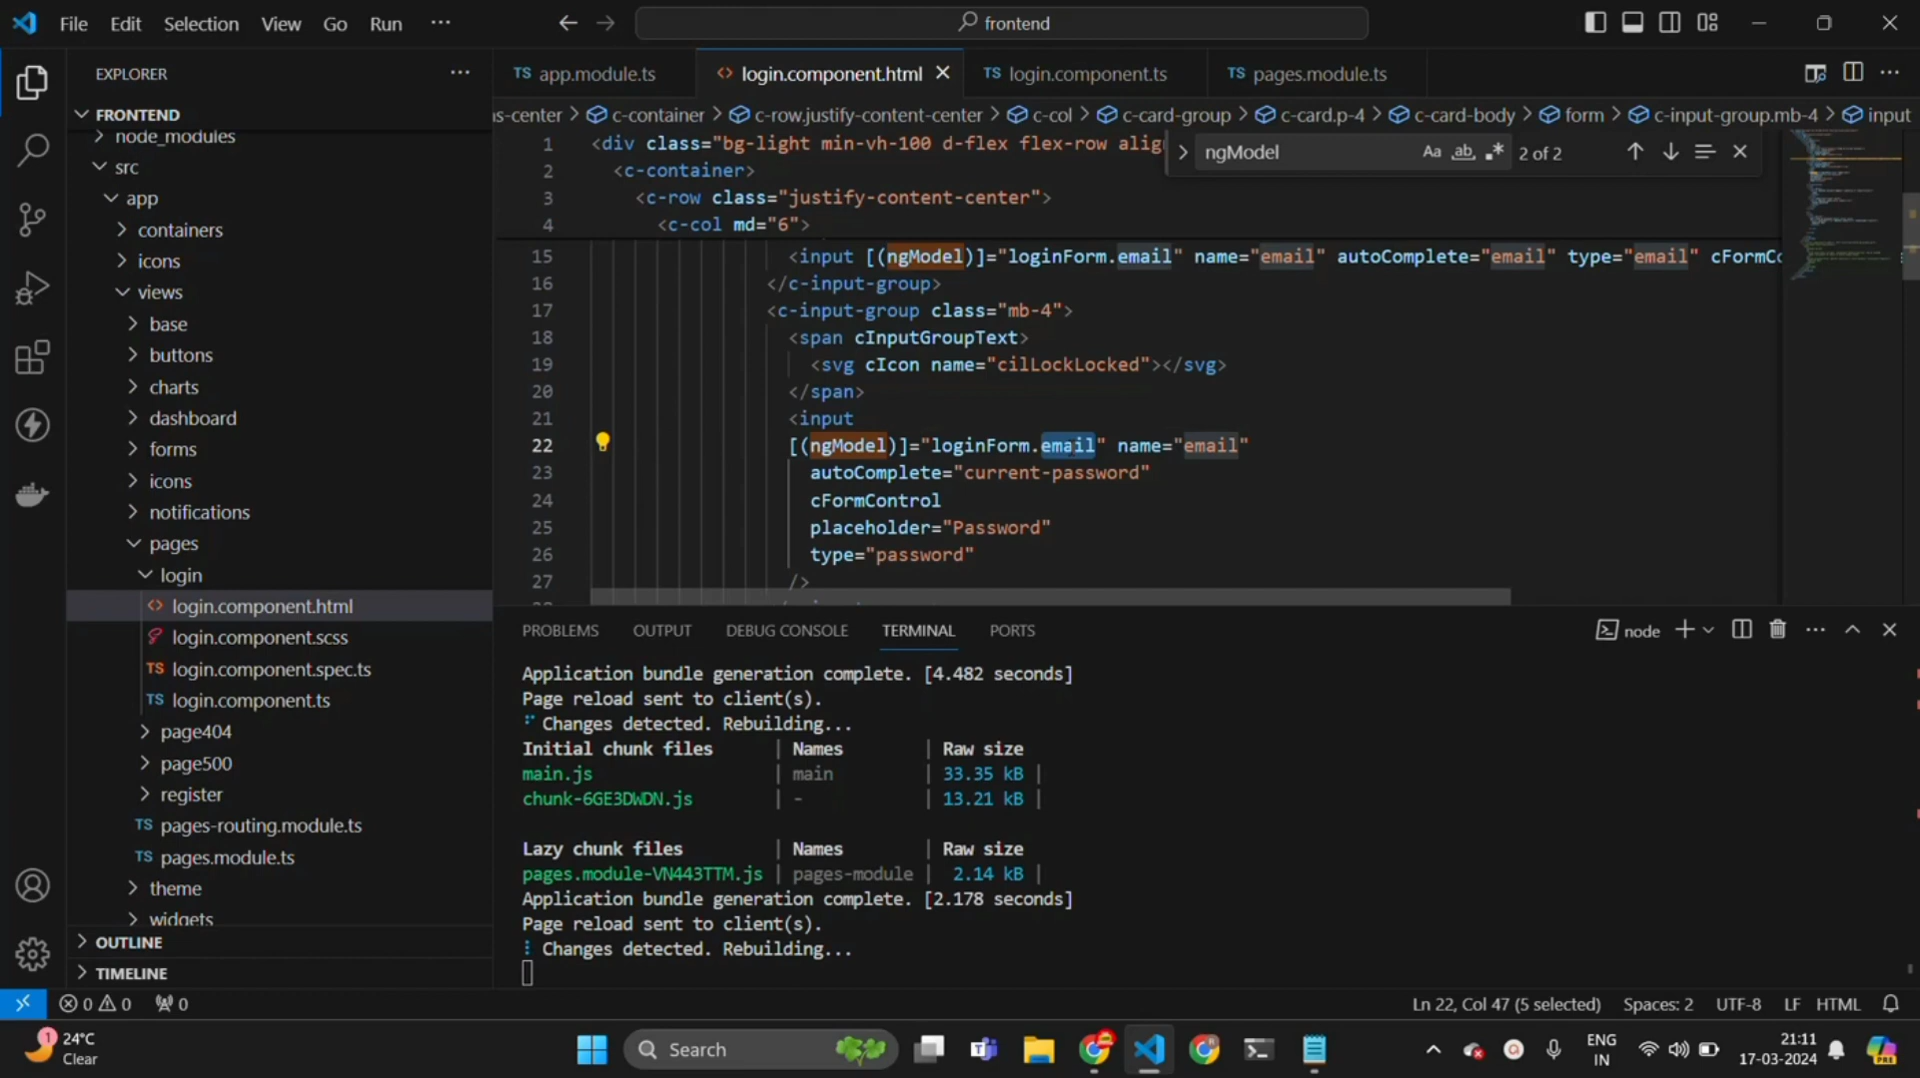 File Edit Selection View Go Run ···
frontend
EXPLORER ···
FRONTEND
node_modules
src
app
containers
icons
views
base
buttons
charts
dashboard
forms
icons
notifications
pages
login
login.component.html
login.component.scss
TS login.component.spec.ts
TS login.component.ts
page404
page500
register
TS pages-routing.module.ts
TS pages.module.ts
theme
widgets
OUTLINE
TIMELINE
TS app.module.ts <> login.component.html TS login.component.ts TS pages.module.ts
ns-center > c-container > c-row.justify-content-center > c-col > c-card-group > c-card.p-4 > c-card-body > form > c-input-group.mb-4 > input
ngModel Aa ab 2 of 2
1 <div class="bg-light min-vh-100 d-flex flex-row alig
2 <c-container>
3 <c-row class="justify-content-center">
4 <c-col md="6">
15 <input [(ngModel)]="loginForm.email" name="email" autoComplete="email" type="email" cFormCo
16 </c-input-group>
17 <c-input-group class="mb-4">
18 <span cInputGroupText>
19 <svg cIcon name="cilLockLocked"></svg>
20 </span>
21 <input
22 [(ngModel)]="loginForm.email" name="email"
23 autoComplete="current-password"
24 cFormControl
25 placeholder="Password"
26 type="password"
27 />
PROBLEMS OUTPUT DEBUG CONSOLE TERMINAL PORTS
node
Application bundle generation complete. [4.482 seconds]
Page reload sent to client(s).
Changes detected. Rebuilding...
Initial chunk files | Names | Raw size
main.js | main | 33.35 kB |
chunk-6GE3DWDN.js | - | 13.21 kB |
Lazy chunk files | Names | Raw size
pages.module-VN443TTM.js | pages-module | 2.14 kB |
Application bundle generation complete. [2.178 seconds]
Page reload sent to client(s).
Changes detected. Rebuilding...
0 0 0
Ln 22, Col 47 (5 selected) Spaces: 2 UTF-8 LF HTML
1
24°C
Clear
Search
ENG
IN
21:11
17-03-2024
PRE